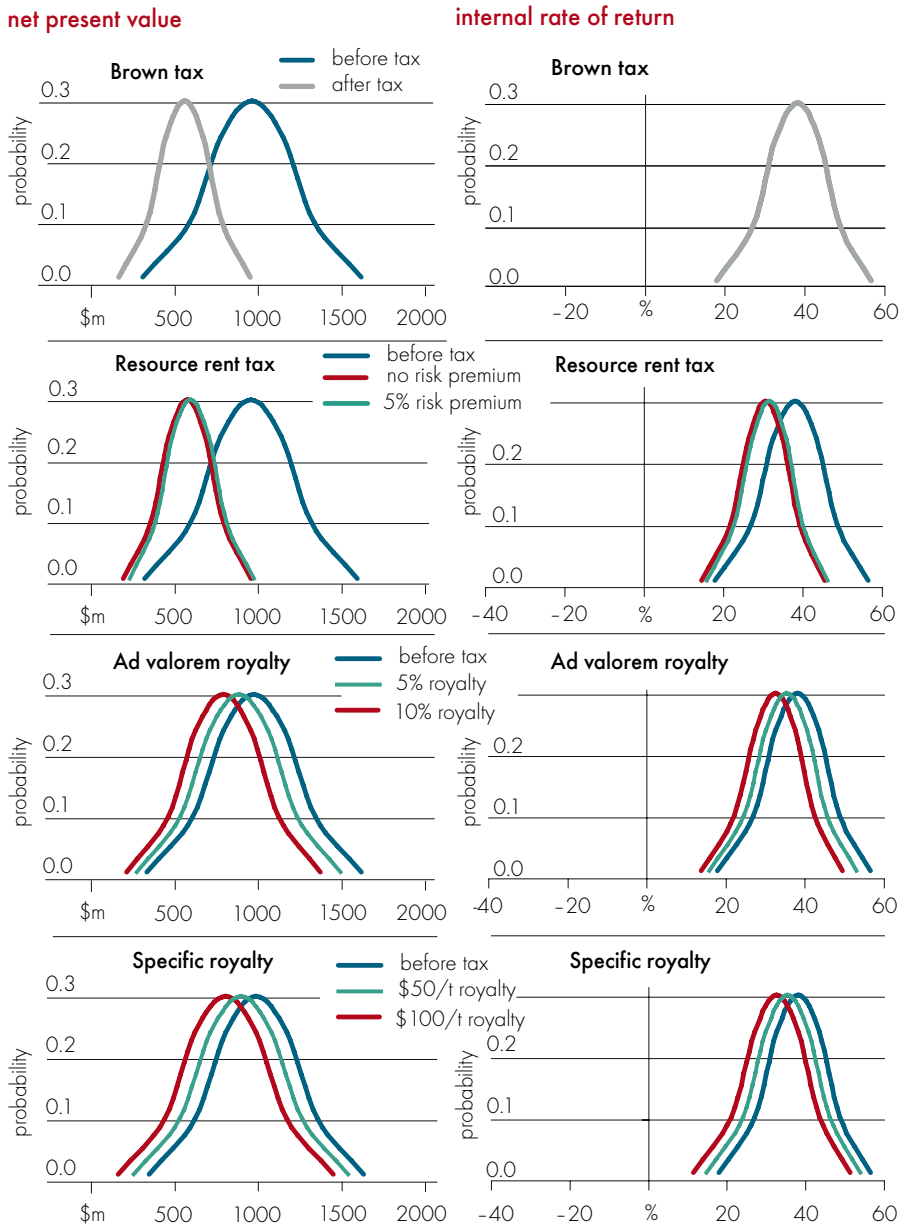 net present value
internal rate of return
Brown tax
before tax
after tax
probability
0.3
0.2
0.1
0.0
$m 500 1000 1500 2000
Brown tax
probability
0.3
0.2
0.1
0.0
−20 % 20 40 60
Resource rent tax
before tax
no risk premium
5% risk premium
probability
0.3
0.2
0.1
0.0
$m 500 1000 1500 2000
Resource rent tax
probability
0.2
0.1
0.0
−40 −20 % 20 40 60
Ad valorem royalty
before tax
5% royalty
10% royalty
probability
0.3
0.2
0.1
0.0
$m 500 1000 1500 2000
Ad valorem royalty
probability
0.2
0.1
0.0
-40 −20 % 20 40 60
Specific royalty
before tax
$50/t royalty
$100/t royalty
probability
0.3
0.2
0.1
0.0
$m 500 1000 1500 2000
Specific royalty
probability
0.2
0.1
0.0
−40 −20 % 20 40 60